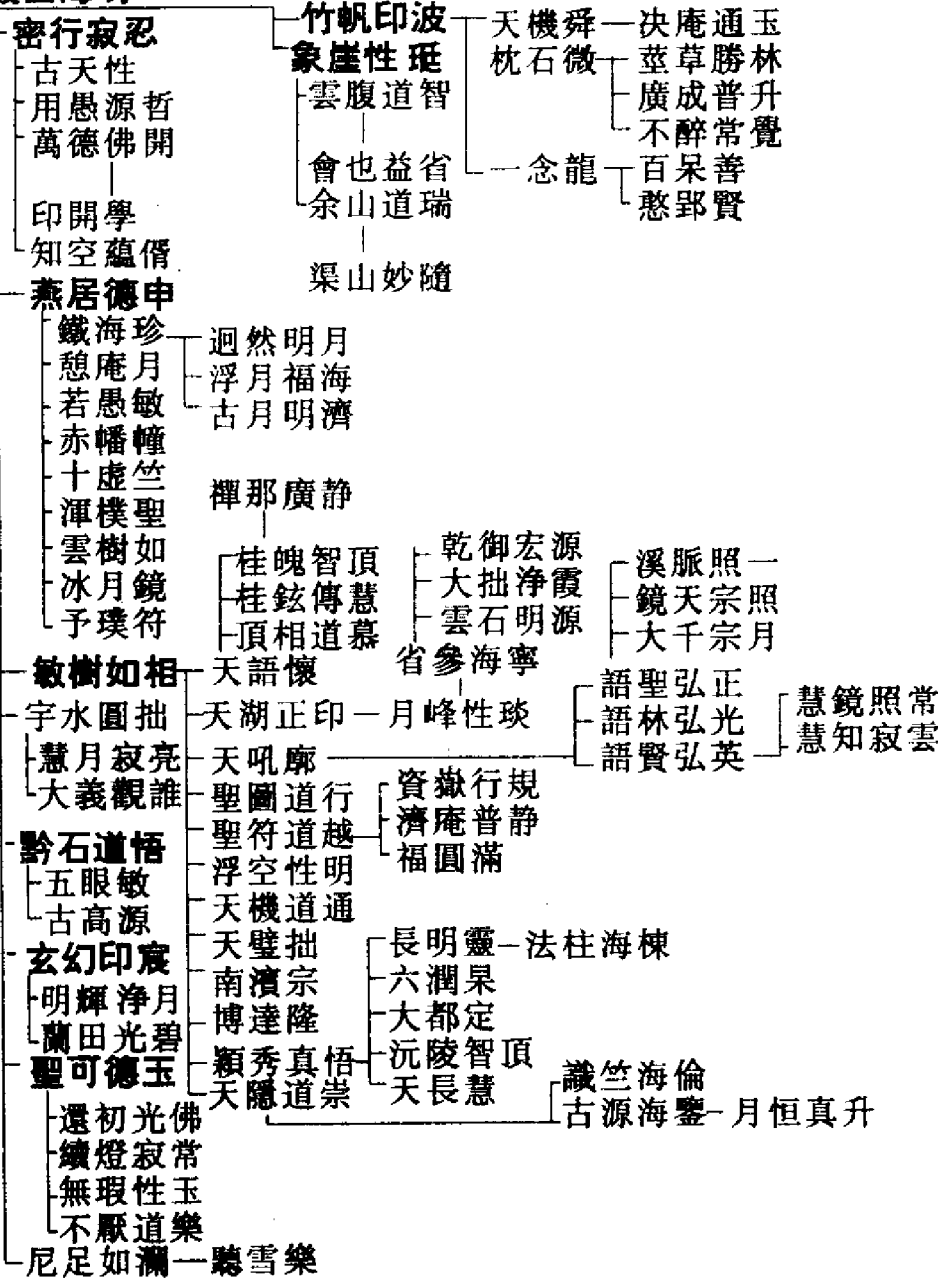 密行寂忍
古天性
用愚源哲
萬德佛開
印開學
知空蘊僭
竹帆印波
象崖性珽
雲腹道智
會也益省
余山道瑞
渠山妙隨
天機舜
枕石微
一念龍
决庵通玉
莖草勝林
廣成普升
不醉常覺
百呆善
憨郢賢
燕居德申
鐵海珍
憩庵月
若愚敏
赤幡幢
十虚竺
渾樸聖
雲樹如
冰月鏡
予璞符
迥然明月
浮月福海
古月明濟
敏樹如相
禪那廣静
桂魄智頂
桂鉉傳慧
頂相道慕
天語懷
天湖正印
月峰性琰
乾御宏源
大拙淨霞
雲石明源
省參海寧
天吼廓
語聖弘正
語林弘光
語賢弘英
溪脈照一
鏡天宗照
大千宗月
慧鏡照常
慧知寂雲
聖圖道行
聖符道越
資嶽行規
濟庵普静
福圓滿
浮空性明
天機道通
天璧拙
南濱宗
博達隆
穎秀真悟
長明靈
法柱海棟
六潤杲
大都定
沅陵智頂
天長慧
天隱道崇
識竺海倫
古源海鑒
月恒真升
宇水圓拙
慧月寂亮
大義觀誰
黔石道悟
五眼敏
古高源
玄幻印宸
明輝淨月
蘭田光碧
聖可德玉
還初光佛
續燈寂常
無瑕性玉
不厭道樂
尼足如瀾
聽雪樂